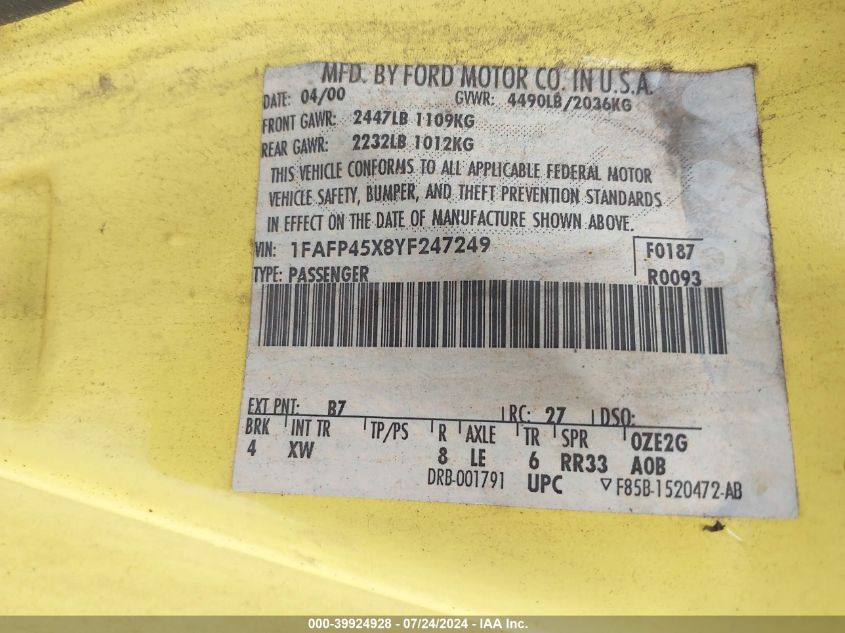 MFD. BY FORD MOTOR CO. IN U.S.A.
DATE: 04/00 GVWR: 4490LB/2036KG
FRONT GAWR: 2447LB 1109KG
REAR GAWR: 2232LB 1012KG
THIS VEHICLE CONFORMS TO ALL APPLICABLE FEDERAL MOTOR
VEHICLE SAFETY, BUMPER, AND THEFT PREVENTION STANDARDS
IN EFFECT ON THE DATE OF MANUFACTURE SHOWN ABOVE.
VIN: 1FAFP45X8YF247249 F0187
TYPE: PASSENGER R0093
EXT PNT: B7 RC: 27 DSO:
BRK INT TR TP/PS R AXLE TR SPR OZE2G
4 XW 8 LE 6 RR33 A0B
DRB-001791 UPC ▽F85B-1520472-AB
000-39924928 - 07/24/2024 - IAA Inc.